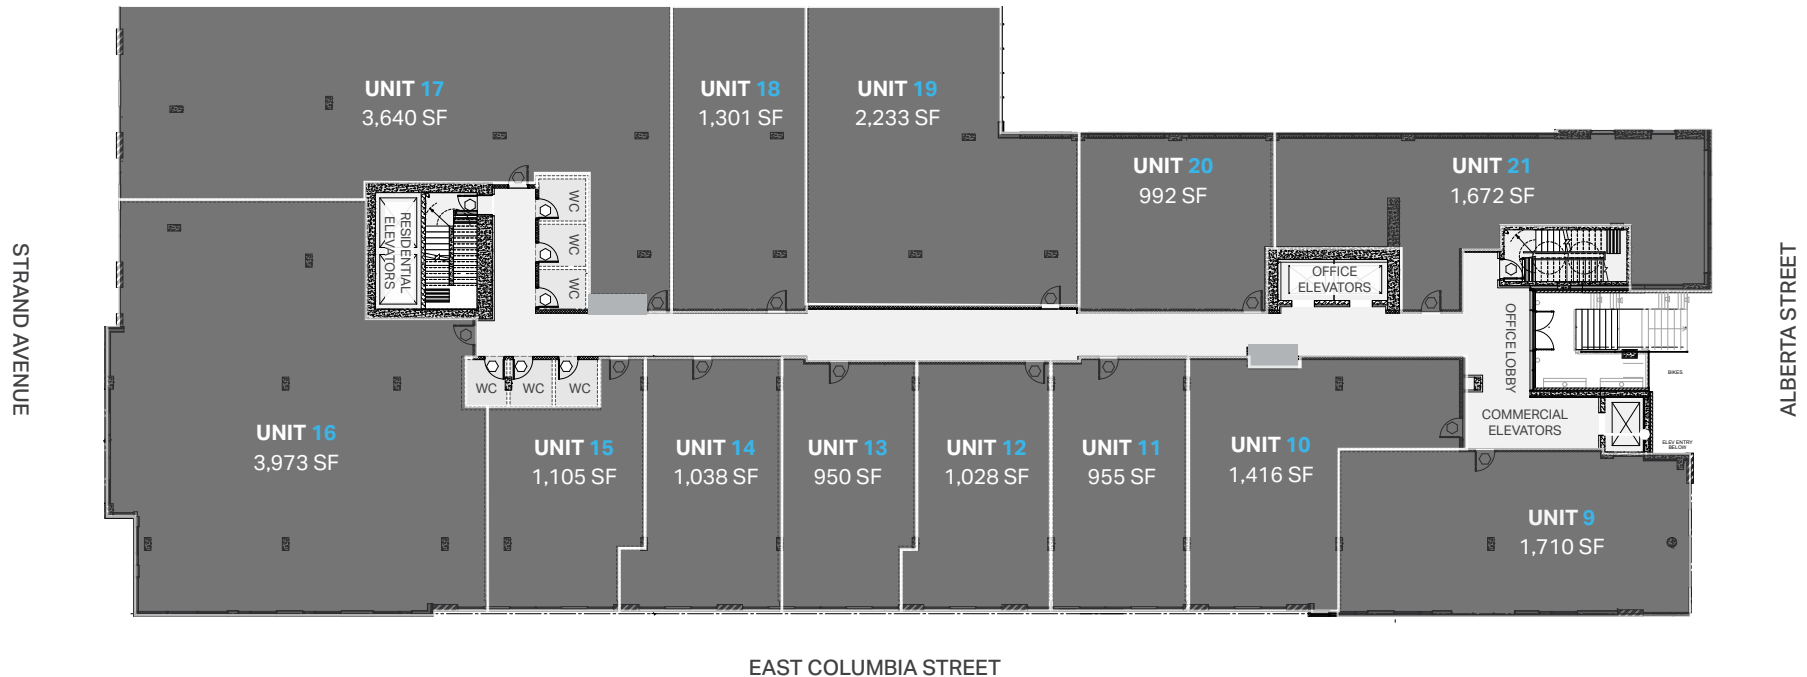 UNIT 17
3,640 SF
UNIT 18
1,301 SF
UNIT 19
2,233 SF
UNIT 20
992 SF
UNIT 21
1,672 SF
WC
WC
WC
RESIDENTIAL
ELEVATORS
OFFICE
ELEVATORS
STRAND AVENUE
ALBERTA STREET
OFFICE LOBBY
BIKES
WC
WC
WC
COMMERCIAL
ELEVATORS
ELEV ENTRY
BELOW
UNIT 16
3,973 SF
UNIT 15
1,105 SF
UNIT 14
1,038 SF
UNIT 13
950 SF
UNIT 12
1,028 SF
UNIT 11
955 SF
UNIT 10
1,416 SF
UNIT 9
1,710 SF
EAST COLUMBIA STREET